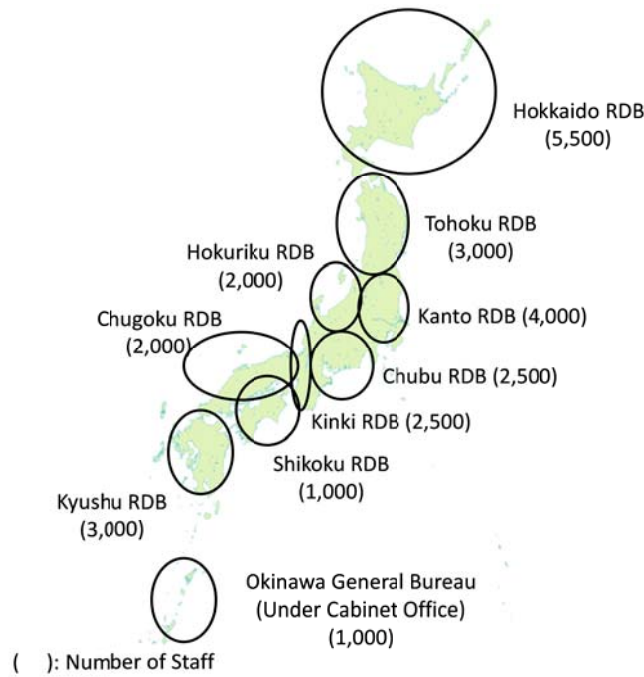 Hokkaido RDB
(5,500)
Tohoku RDB
(3,000)
Hokuriku RDB
(2,000)
Kanto RDB (4,000)
Chugoku RDB
(2,000)
Chubu RDB (2,500)
Kinki RDB (2,500)
Shikoku RDB
(1,000)
Kyushu RDB
(3,000)
Okinawa General Bureau
(Under Cabinet Office)
(1,000)
( ): Number of Staff